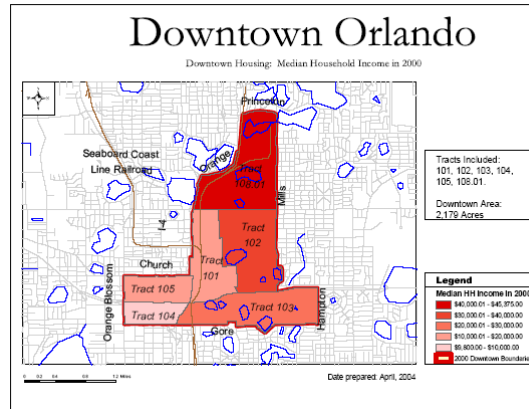 Downtown Orlando
Downtown Housing: Median Household Income in 2000
Princeton
Orange
Seaboard Coast
Line Railroad
Tract
108.01
Mills
I-4
Tract
102
Tract
101
Church
Orange Blossom
Tract 105
Tract 104
Tract 103
Gore
Hampton
Tracts Included:
101, 102, 103, 104,
105, 108.01.
Downtown Area:
2,179 Acres
Legend
Median HH Income in 2000
$40,000.01 - $45,375.00
$30,000.01 - $40,000.00
$20,000.01 - $30,000.00
$10,000.01 - $20,000.00
$9,600.00 - $10,000.00
2000 Downtown Boundaries
Date prepared: April, 2004